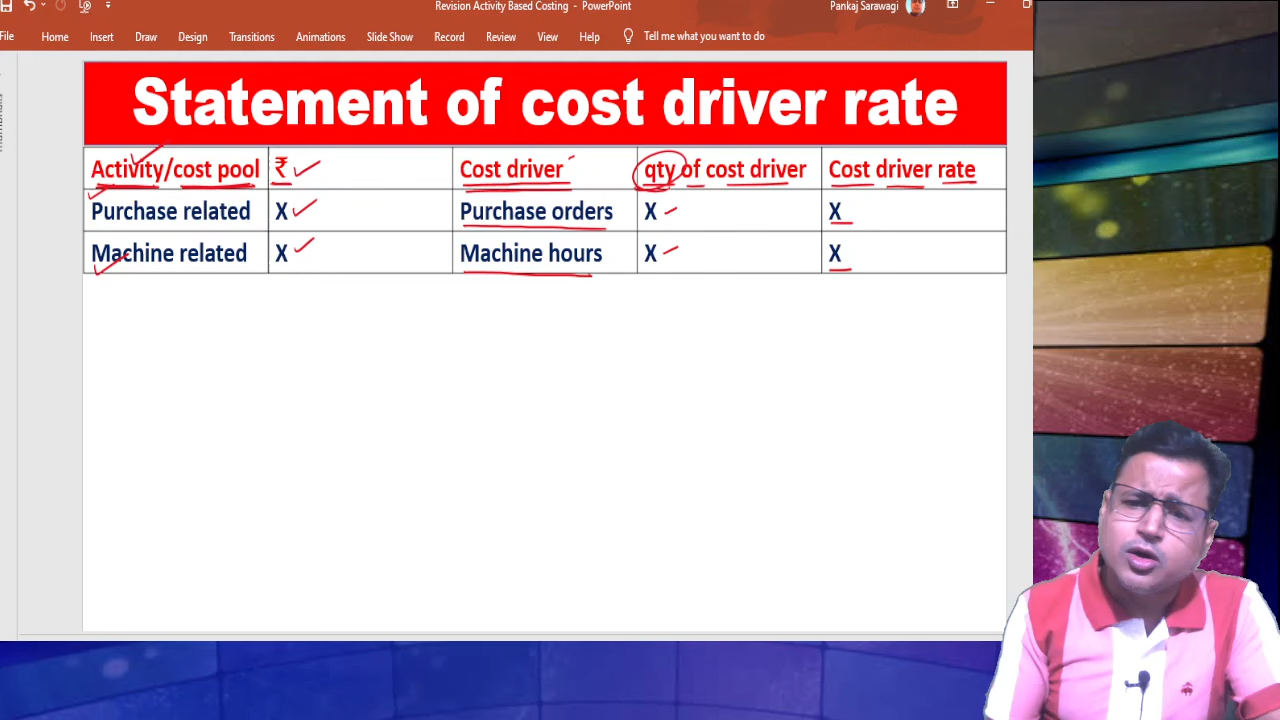 Revision Activity Based Costing - PowerPoint
Pankaj Sarawagi
File Home Insert Draw Design Transitions Animations Slide Show Record Review View Help Tell me what you want to do
Statement of cost driver rate
Activity/cost pool ₹ Cost driver qty of cost driver Cost driver rate
Purchase related X Purchase orders X X
Machine related X Machine hours X X